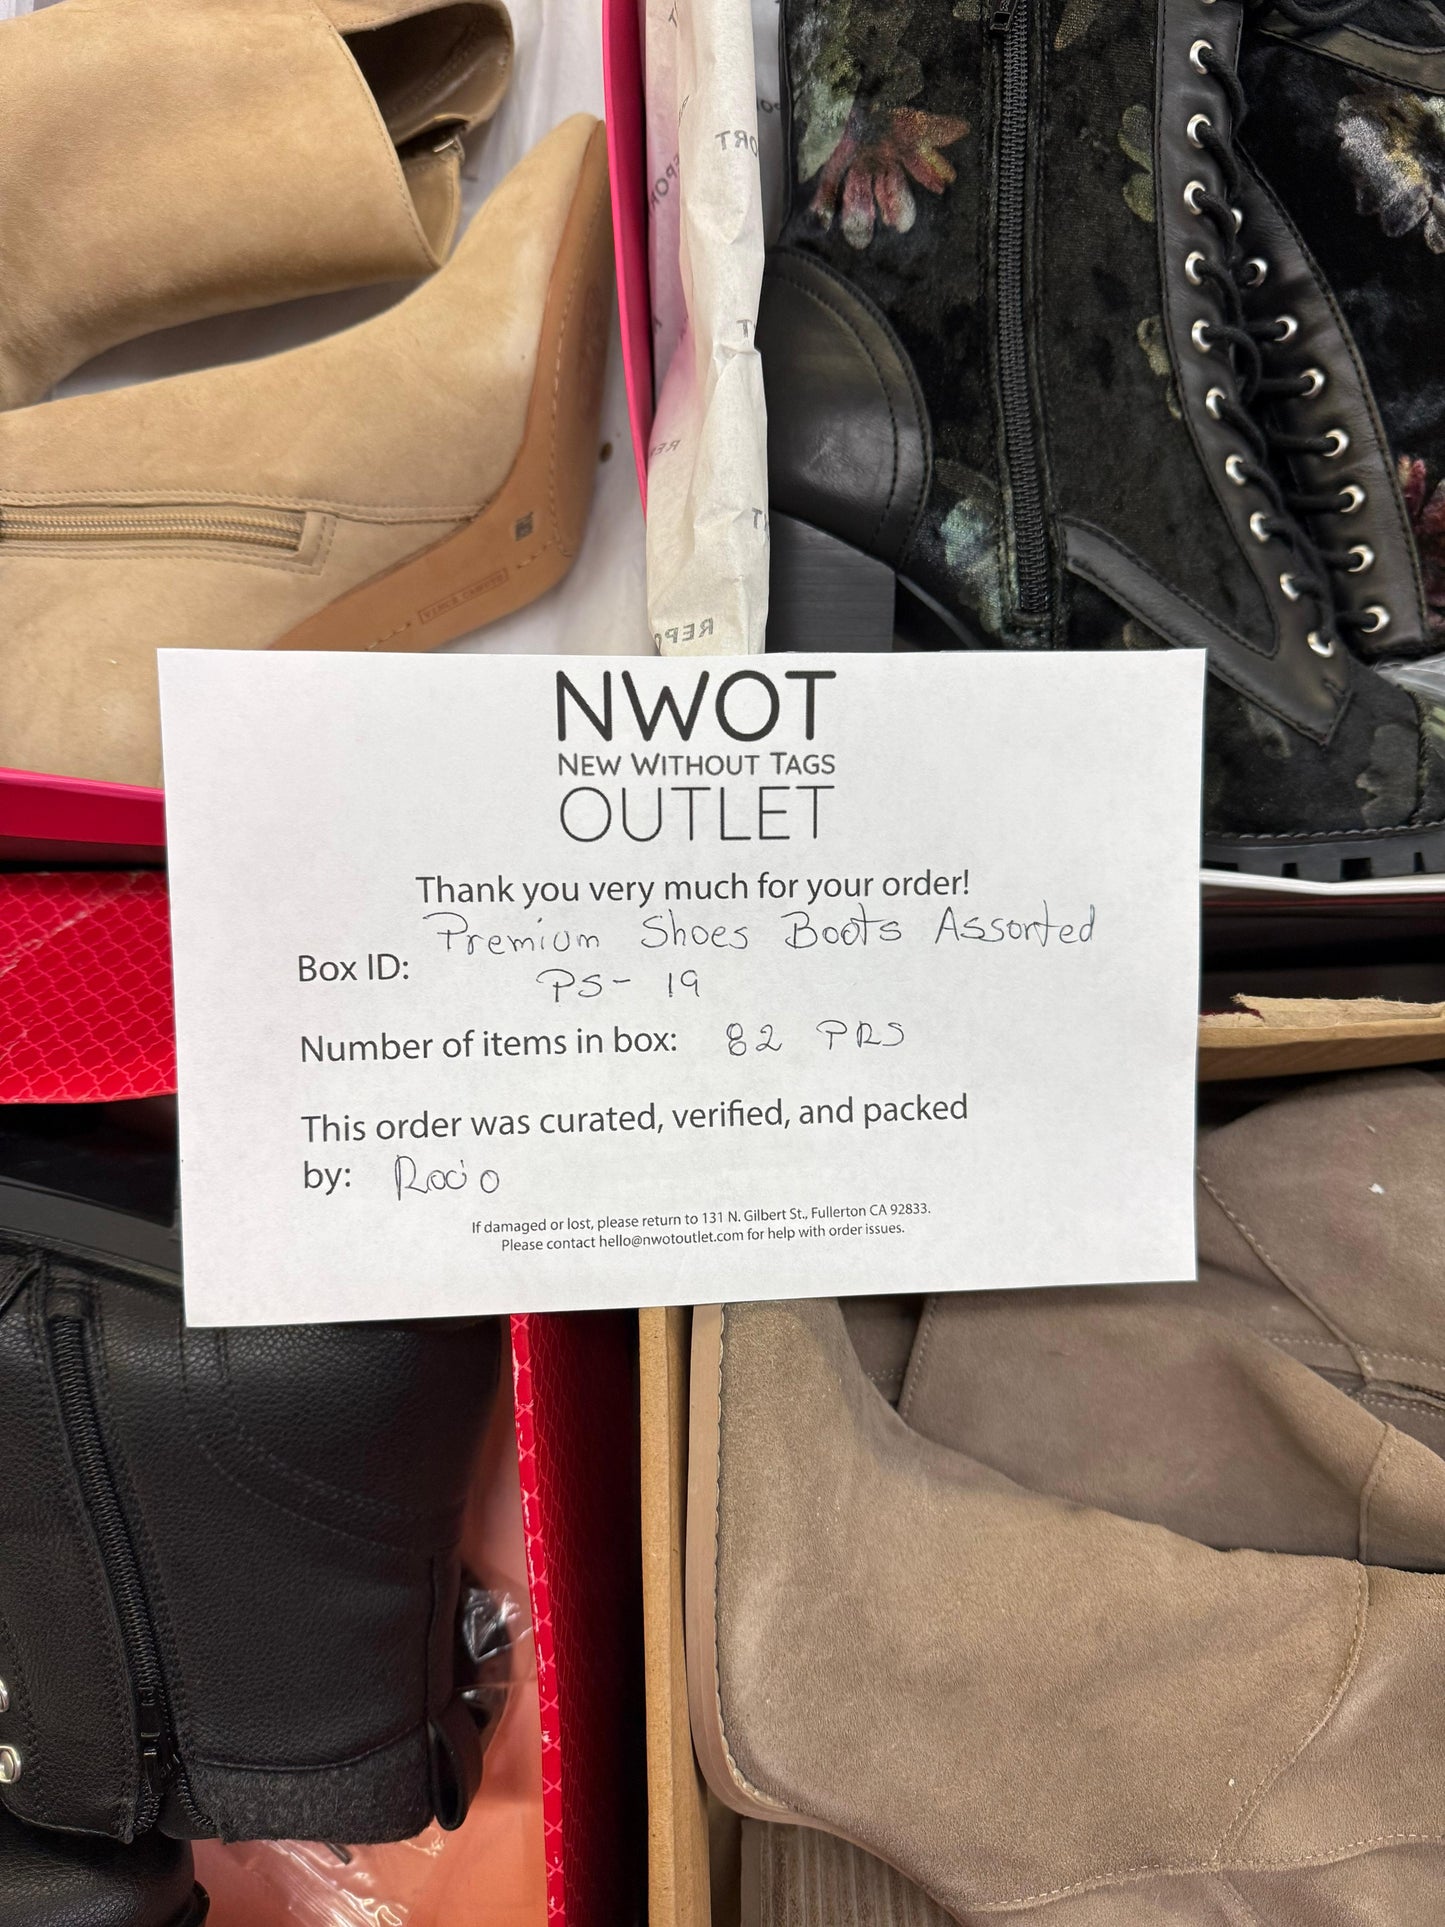 VINCE CAMUTO
REPORT
NWOT
NEW WITHOUT TAGS
OUTLET
Thank you very much for your order!
Premium Shoes Boots Assorted
Box ID:
PS- 19
Number of items in box: 82 PRS
This order was curated, verified, and packed
by: Rocio
If damaged or lost, please return to 131 N. Gilbert St., Fullerton CA 92833.
Please contact hello@nwotoutlet.com for help with order issues.